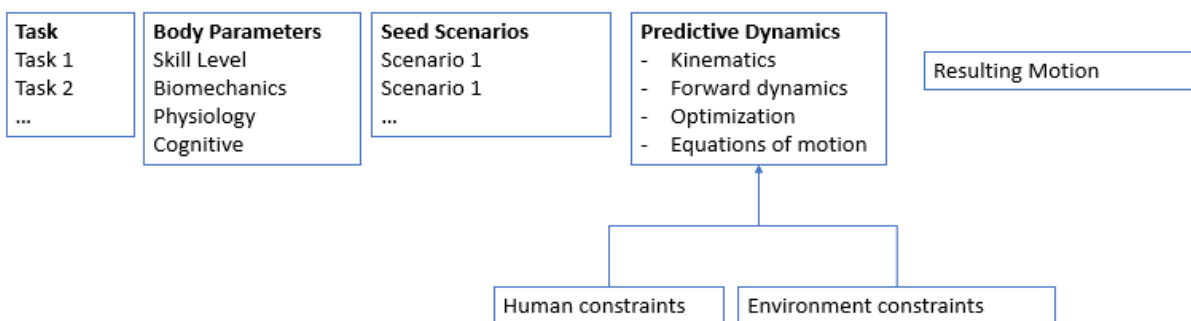 Task
Task 1
Task 2
...
Body Parameters
Skill Level
Biomechanics
Physiology
Cognitive
Seed Scenarios
Scenario 1
Scenario 1
...
Predictive Dynamics
- Kinematics
- Forward dynamics
- Optimization
- Equations of motion
Resulting Motion
Human constraints
Environment constraints